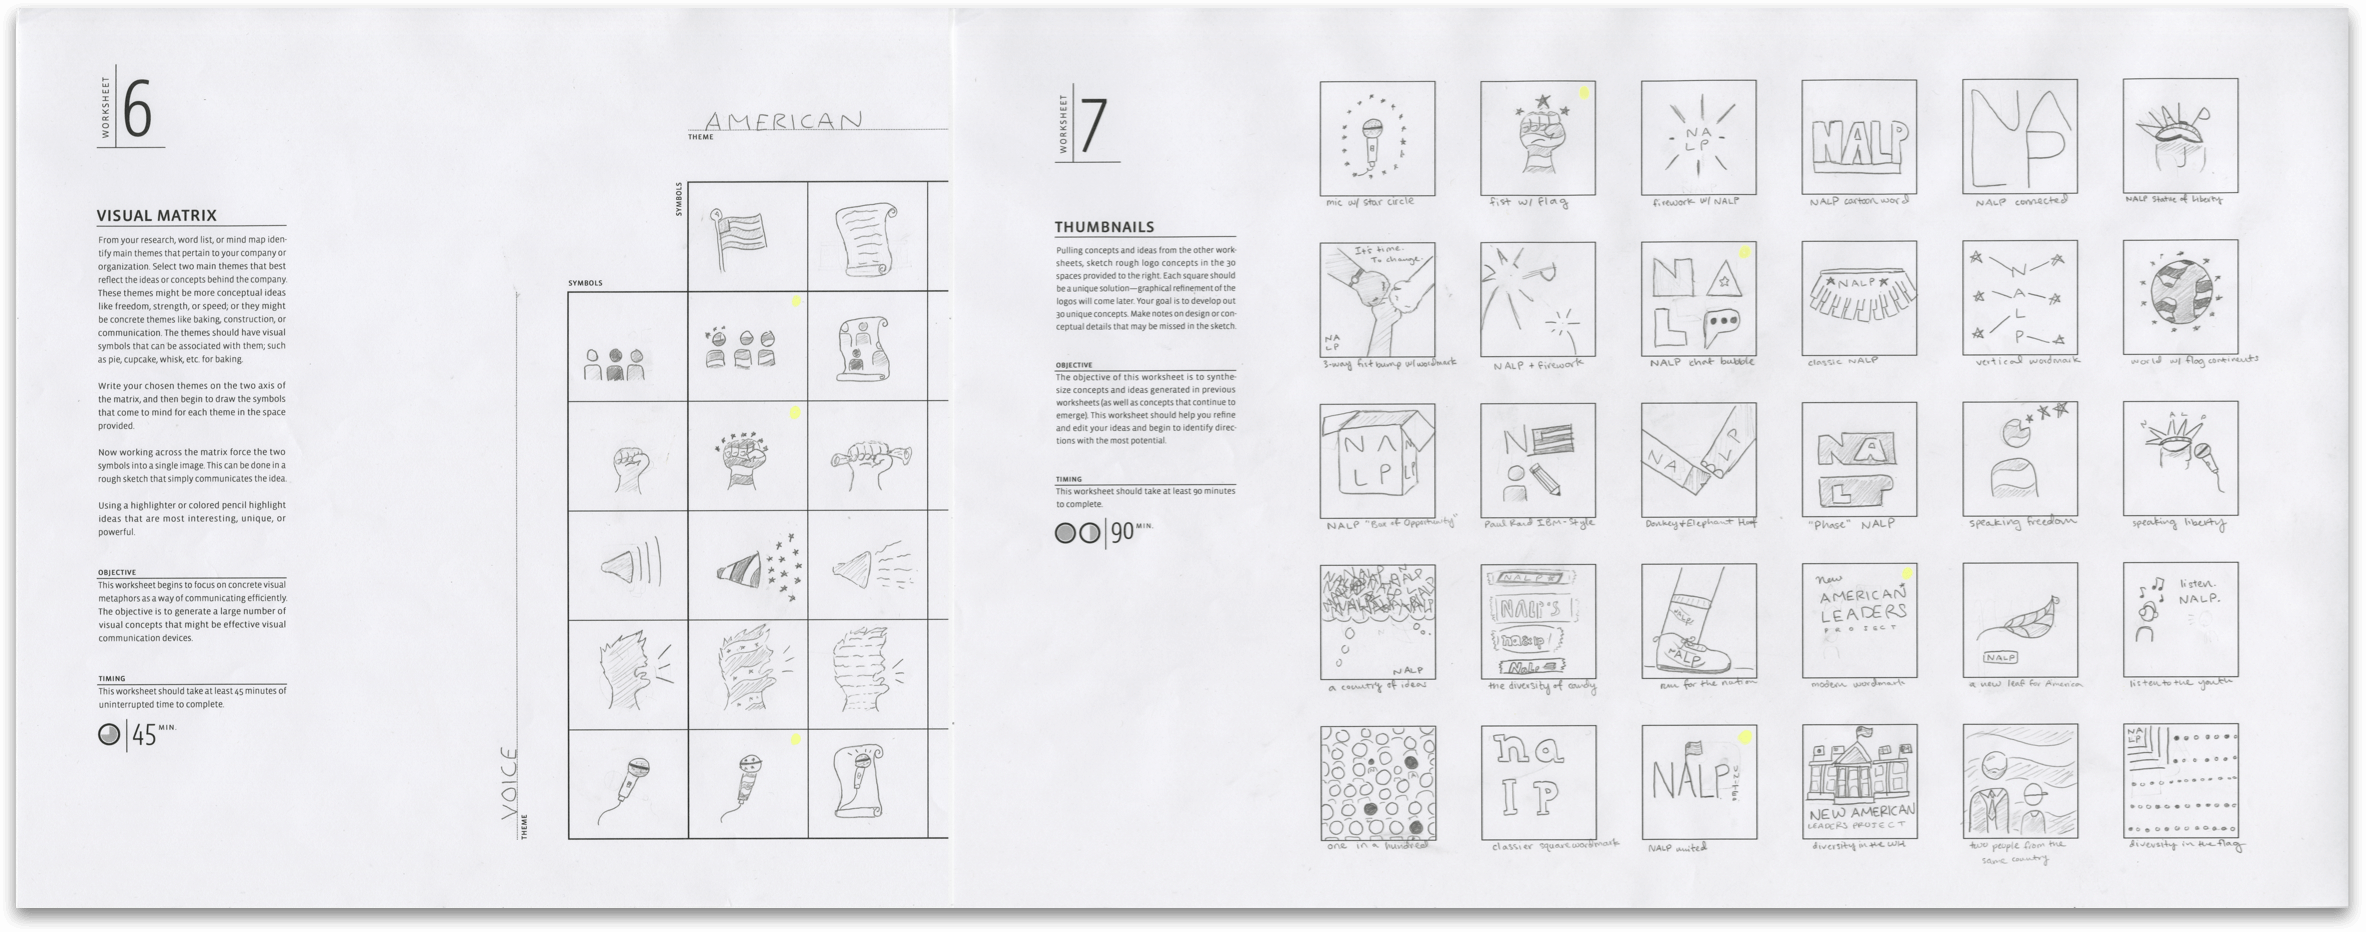 WORKSHEET
6
VISUAL MATRIX
From your research, word list, or mind map iden-
tify main themes that pertain to your company or
organization. Select two main themes that best
reflect the ideas or concepts behind the company.
These themes might be more conceptual ideas
like freedom, strength, or speed; or they might
be concrete themes like baking, construction, or
communication. The themes should have visual
symbols that can be associated with them; such
as pie, cupcake, whisk, etc. for baking.
Write your chosen themes on the two axis of
the matrix, and then begin to draw the symbols
that come to mind for each theme in the space
provided.
Now working across the matrix force the two
symbols into a single image. This can be done in a
rough sketch that simply communicates the idea.
Using a highlighter or colored pencil highlight
ideas that are most interesting, unique, or
powerful.
OBJECTIVE
This worksheet begins to focus on concrete visual
metaphors as a way of communicating efficiently.
The objective is to generate a large number of
visual concepts that might be effective visual
communication devices.
TIMING
This worksheet should take at least 45 minutes of
uninterrupted time to complete.
45 MIN.
AMERICAN
THEME
SYMBOLS
SYMBOLS
VOICE
THEME
WORKSHEET
7
THUMBNAILS
Pulling concepts and ideas from the other work-
sheets, sketch rough logo concepts in the 30
spaces provided to the right. Each square should
be a unique solution—graphical refinement of the
logos will come later. Your goal is to develop out
30 unique concepts. Make notes on design or con-
ceptual details that may be missed in the sketch.
OBJECTIVE
The objective of this worksheet is to synthe-
size concepts and ideas generated in previous
worksheets (as well as concepts that continue to
emerge). This worksheet should help you refine
and edit your ideas and begin to identify direc-
tions with the most potential.
TIMING
This worksheet should take at least 90 minutes
to complete.
90 MIN.
mic w/ star circle
fist w/ flag
NA
LP
firework w/ NALP
NALP
NALP cartoon word
NA
LP
NALP connected
NALP
NALP Statue of Liberty
It's time.
To change.
NA
LP
3-way fist bump w/ wordmark
NALP + firework
N
L
NALP chat bubble
NALP
classic NALP
N
A
L
P
vertical wordmark
world w/ flag continents
NA
LP
NALP "Box of Opportunity"
N
Paul Rand IBM-Style
NA
LP
Donkey & Elephant Hoof
NA
LP
"Phase" NALP
speaking freedom
speaking liberty
NALP
a country of ideas
NALP
NALP'S
the diversity of candy
NALP
run for the nation
New
AMERICAN
LEADERS
PROJECT
modern wordmark
NALP
a new leaf for America
listen.
NALP.
listen to the youth
one in a hundred
na
lP
classier square wordmark
NALP
NALP united
NEW AMERICAN
LEADERS PROJECT
diversity in the WH
two people from the
same country
NA
LP
diversity in the flag